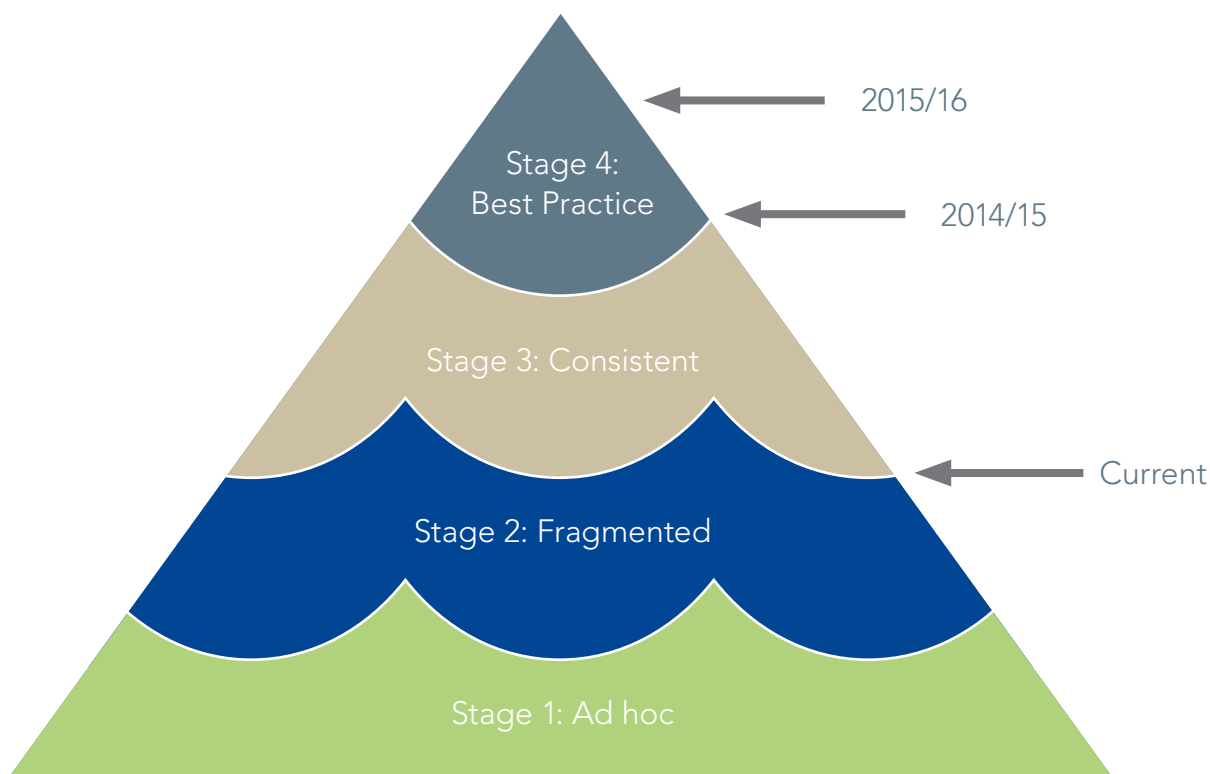 2015/16
Stage 4:
Best Practice
2014/15
Stage 3: Consistent
Current
Stage 2: Fragmented
Stage 1: Ad hoc